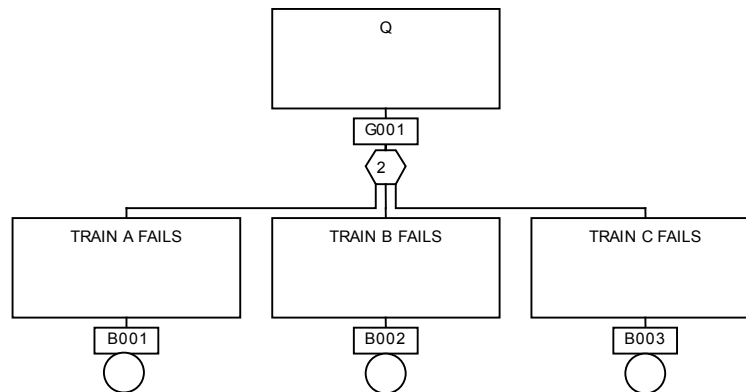 Q
G001
2
TRAIN A FAILS
TRAIN B FAILS
TRAIN C FAILS
B001
B002
B003